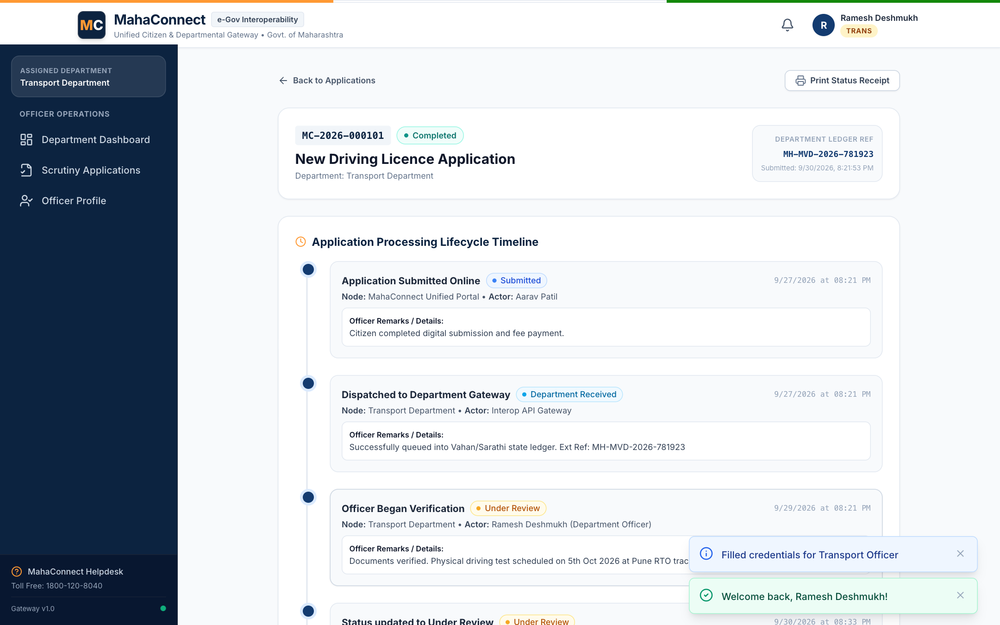 MC
MahaConnect
e-Gov Interoperability
Unified Citizen & Departmental Gateway • Govt. of Maharashtra
R
Ramesh Deshmukh
TRANS
ASSIGNED DEPARTMENT
Transport Department
OFFICER OPERATIONS
Department Dashboard
Scrutiny Applications
Officer Profile
MahaConnect Helpdesk
Toll Free: 1800-120-8040
Gateway v1.0
Back to Applications
Print Status Receipt
MC-2026-000101
Completed
New Driving Licence Application
Department: Transport Department
DEPARTMENT LEDGER REF
MH-MVD-2026-781923
Submitted: 9/30/2026, 8:21:53 PM
Application Processing Lifecycle Timeline
Application Submitted Online
Submitted
9/27/2026 at 08:21 PM
Node: MahaConnect Unified Portal • Actor: Aarav Patil
Officer Remarks / Details:
Citizen completed digital submission and fee payment.
Dispatched to Department Gateway
Department Received
9/27/2026 at 08:21 PM
Node: Transport Department • Actor: Interop API Gateway
Officer Remarks / Details:
Successfully queued into Vahan/Sarathi state ledger. Ext Ref: MH-MVD-2026-781923
Officer Began Verification
Under Review
9/29/2026 at 08:21 PM
Node: Transport Department • Actor: Ramesh Deshmukh (Department Officer)
Officer Remarks / Details:
Documents verified. Physical driving test scheduled on 5th Oct 2026 at Pune RTO trac
Status updated to Under Review
Under Review
9/30/2026 at 08:33 PM
Filled credentials for Transport Officer
Welcome back, Ramesh Deshmukh!